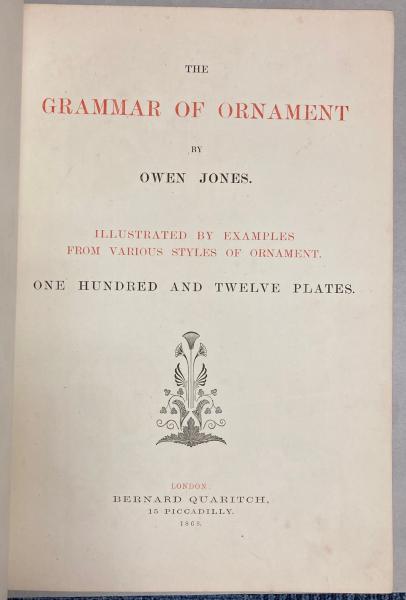 THE
GRAMMAR OF ORNAMENT
BY
OWEN JONES.
ILLUSTRATED BY EXAMPLES
FROM VARIOUS STYLES OF ORNAMENT.
ONE HUNDRED AND TWELVE PLATES.
LONDON:
BERNARD QUARITCH,
15 PICCADILLY.
1868.